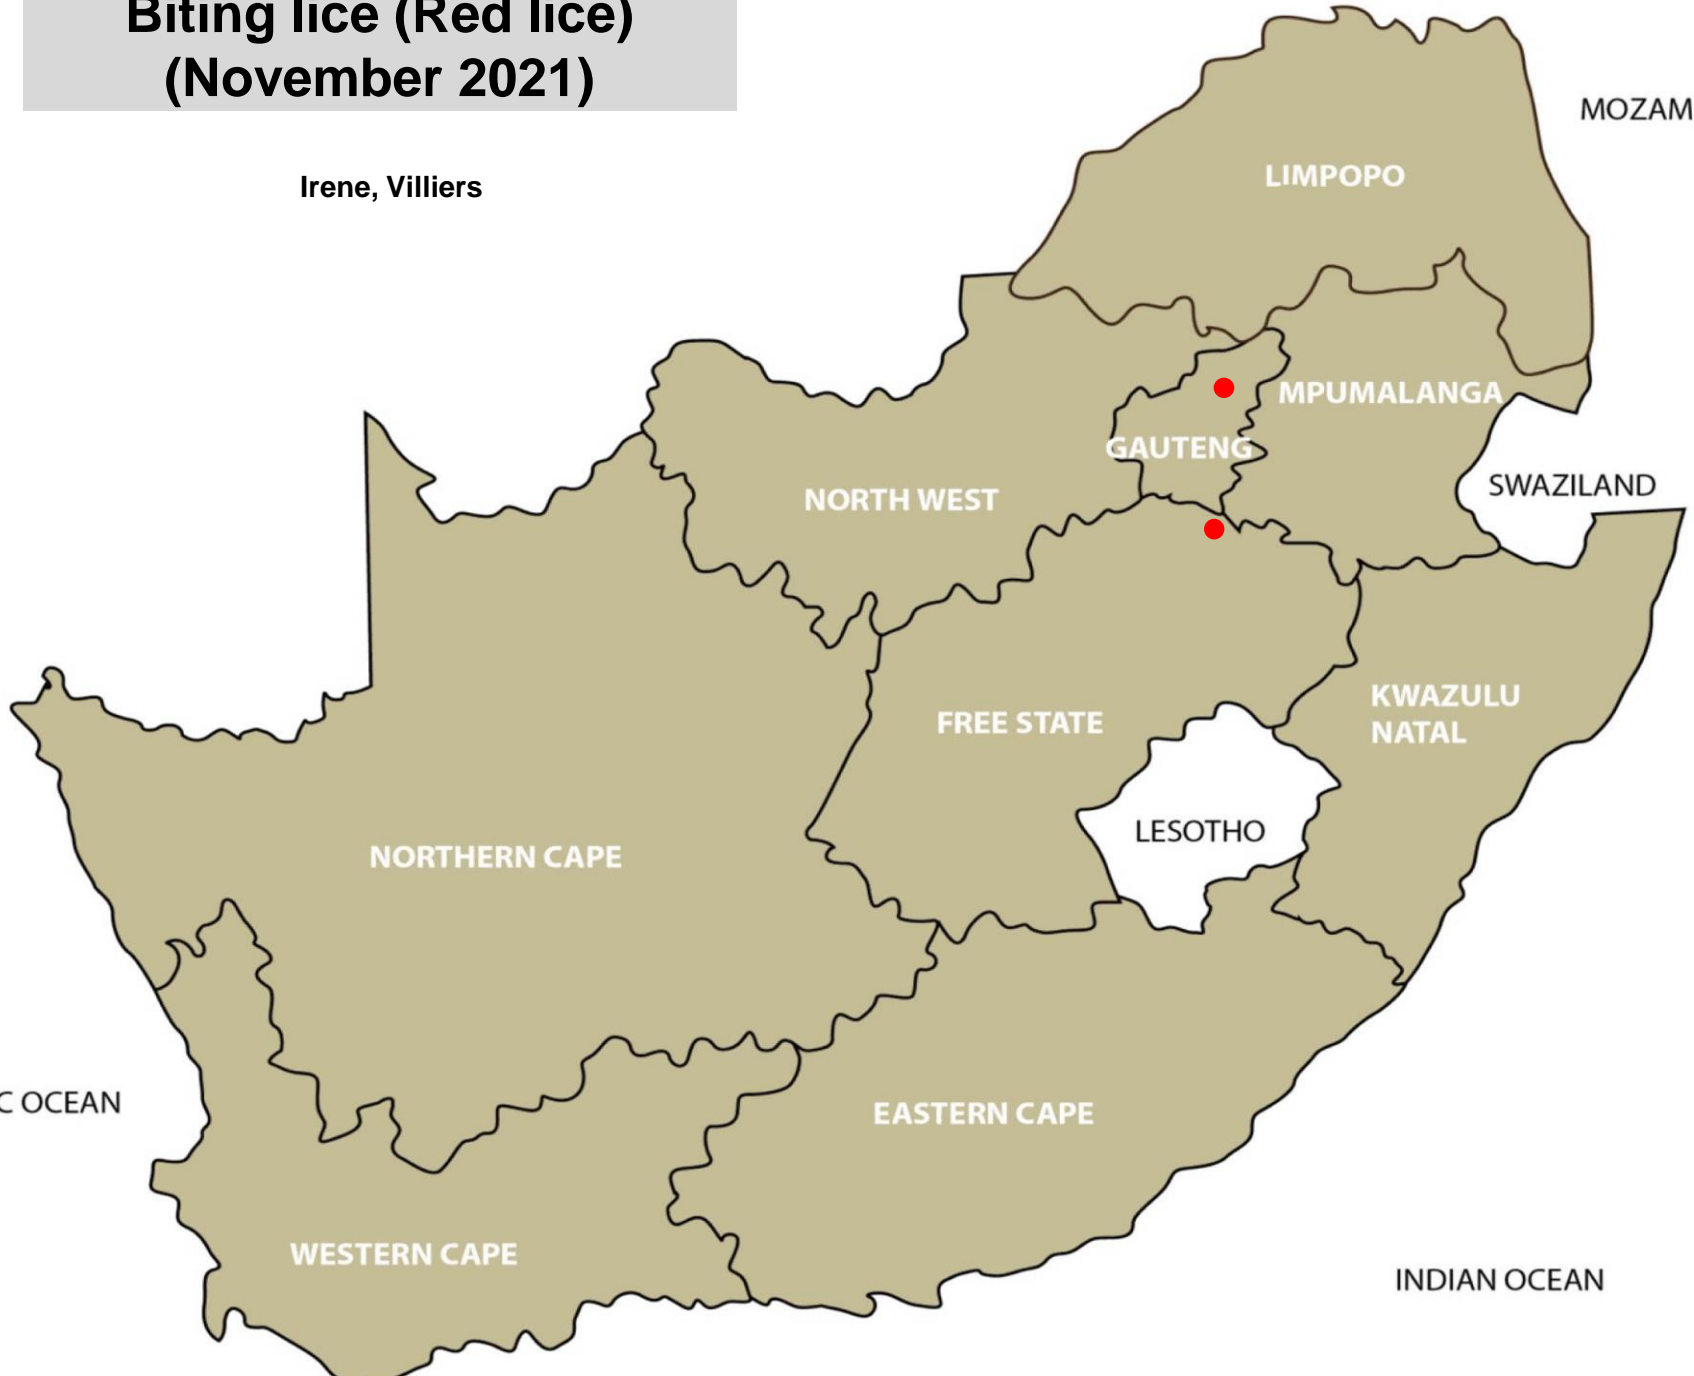 Biting lice (Red lice)
(November 2021)
Irene, Villiers
MOZAM
LIMPOPO
MPUMALANGA
GAUTENG
SWAZILAND
NORTH WEST
KWAZULU
NATAL
FREE STATE
LESOTHO
NORTHERN CAPE
C OCEAN
EASTERN CAPE
WESTERN CAPE
INDIAN OCEAN